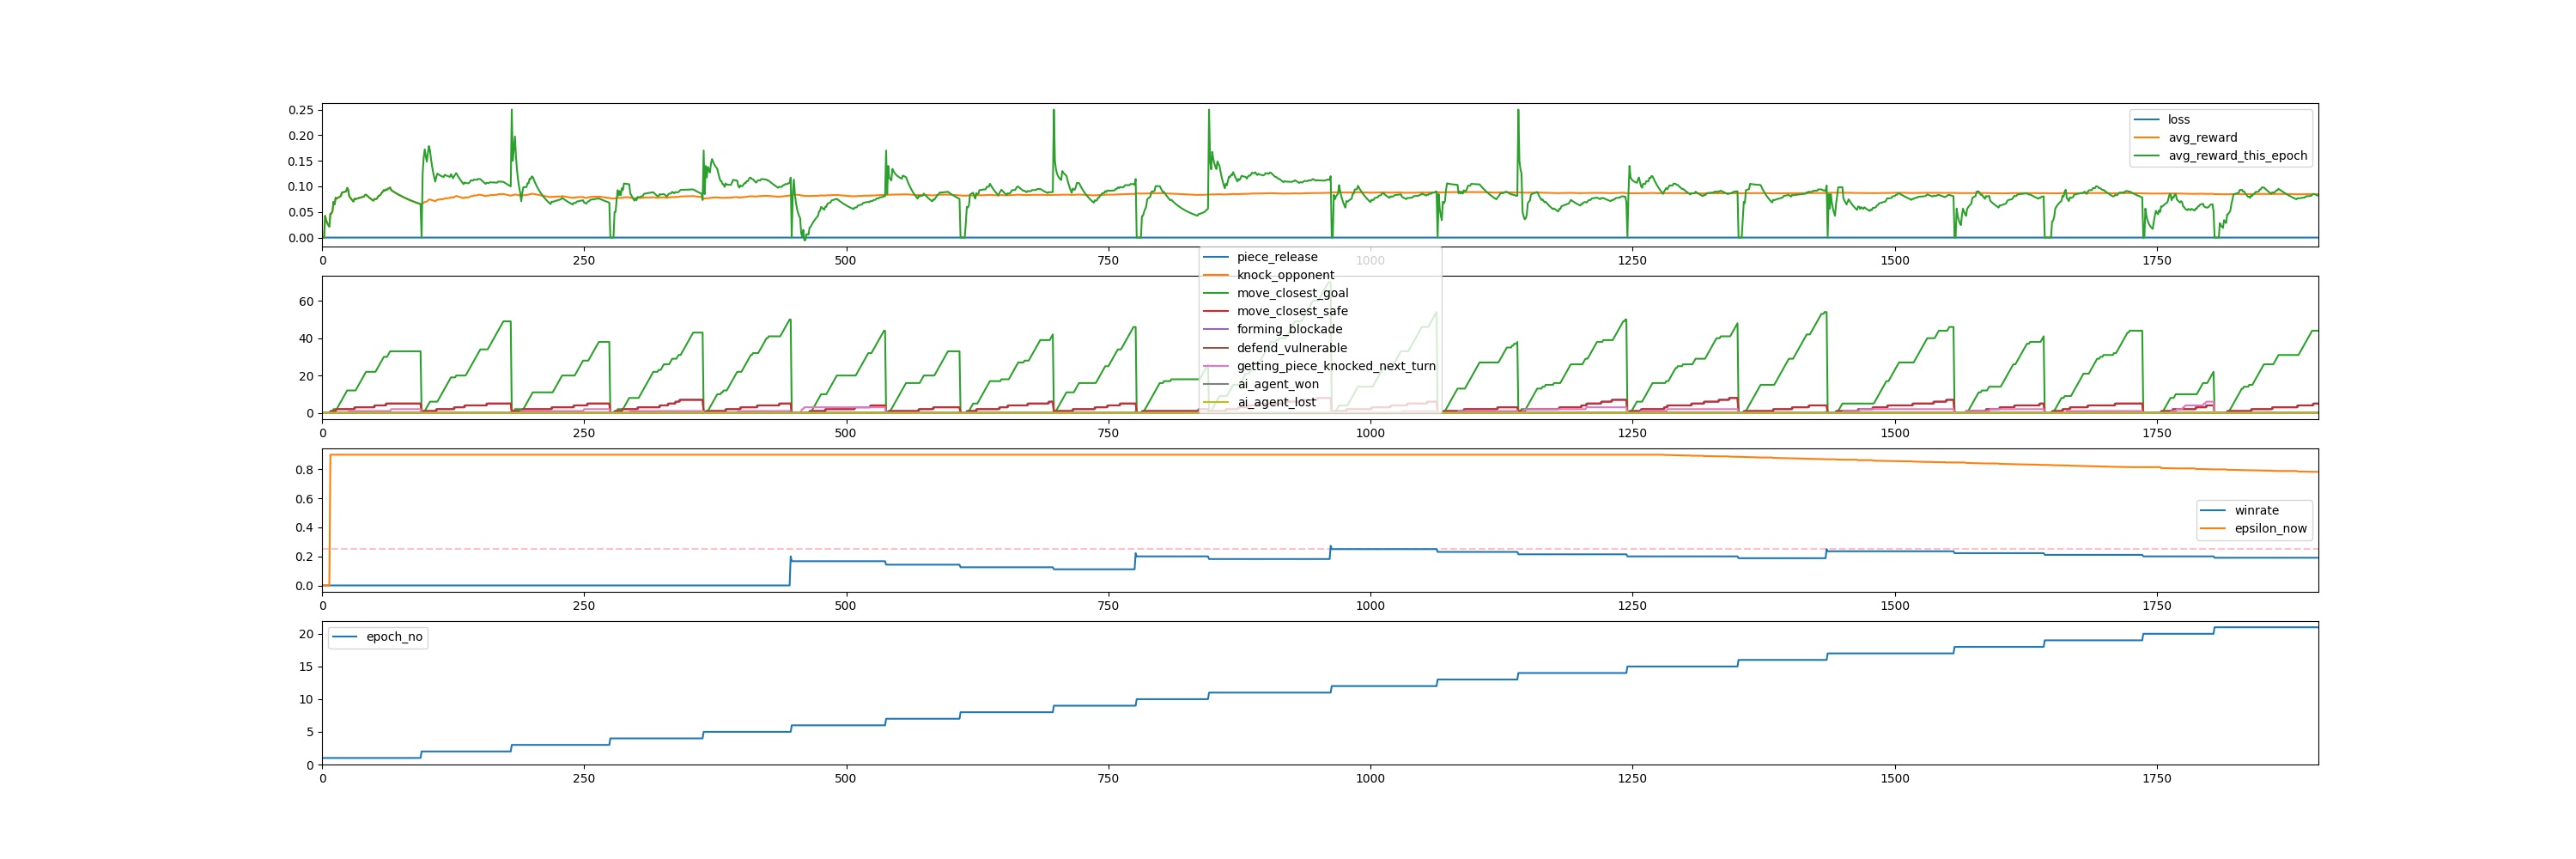 0.25
0.20
0.15
0.10
0.05
0.00
loss
avg_reward
avg_reward_this_epoch
0 250 500 750 1000 1250 1500 1750
60
40
20
0
piece_release
knock_opponent
move_closest_goal
move_closest_safe
forming_blockade
defend_vulnerable
getting_piece_knocked_next_turn
ai_agent_won
ai_agent_lost
0 250 500 750 1000 1250 1500 1750
0.8
0.6
0.4
0.2
0.0
winrate
epsilon_now
0 250 500 750 1000 1250 1500 1750
20
15
10
5
0
epoch_no
0 250 500 750 1000 1250 1500 1750